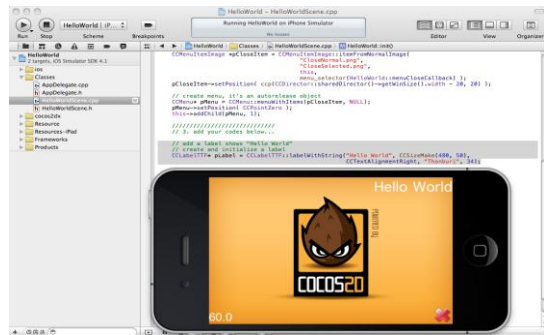 HelloWorld - HelloWorldScene.cpp
Running HelloWorld on iPhone Simulator
No Issues
HelloWorld | iP...
Run Stop Scheme Breakpoints Editor View Organizer
HelloWorld Classes HelloWorldScene.cpp HelloWorld::init()
HelloWorld
2 targets, iOS Simulator SDK 4.1
ios
Classes
AppDelegate.cpp
AppDelegate.h
HelloWorldScene.cpp
HelloWorldScene.h
cocos2dx
Resource
Resources-iPad
Frameworks
Products
CCMenuItemImage *pCloseItem = CCMenuItemImage::itemFromNormalImage(
"CloseNormal.png",
"CloseSelected.png",
this,
menu_selector(HelloWorld::menuCloseCallback) );
pCloseItem->setPosition( ccp(CCDirector::sharedDirector()->getWinSize().width - 20, 20) );
// create menu, it's an autorelease object
CCMenu* pMenu = CCMenu::menuWithItems(pCloseItem, NULL);
pMenu->setPosition( CCPointZero );
this->addChild(pMenu, 1);
/////////////////////////////
// 3. add your codes below...
// add a label shows "Hello World"
// create and initialize a label
CCLabelTTF* pLabel = CCLabelTTF::labelWithString("Hello World", CCSizeMake(400, 50),
CCTextAlignmentRight, "Thonburi", 34);
Hello World
COCOS2D
60.0